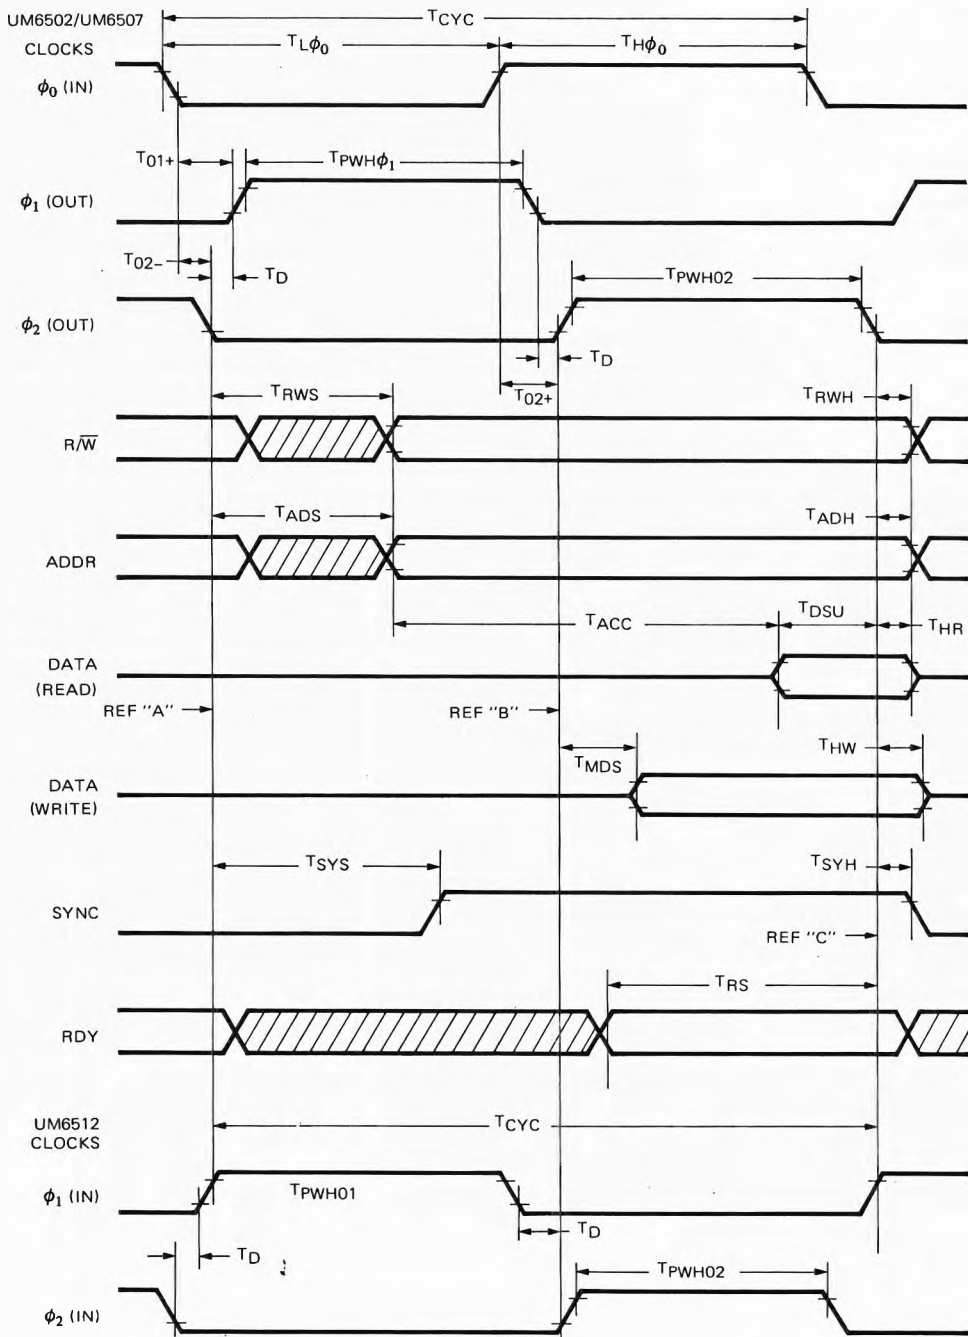 UM6502/UM6507
CLOCKS
TCYC
TLϕ0
THϕ0
ϕ0 (IN)
T01+
TPWHϕ1
ϕ1 (OUT)
T02-
TD
TPWH02
ϕ2 (OUT)
TD
T02+
TRWS
TRWH
R/W̅
TADS
TADH
ADDR
TACC
TDSU
THR
DATA
(READ)
REF "A"
REF "B"
TMDS
THW
DATA
(WRITE)
TSYS
TSYH
SYNC
REF "C"
TRS
RDY
UM6512
CLOCKS
TCYC
ϕ1 (IN)
TPWH01
TD
TD
TPWH02
ϕ2 (IN)